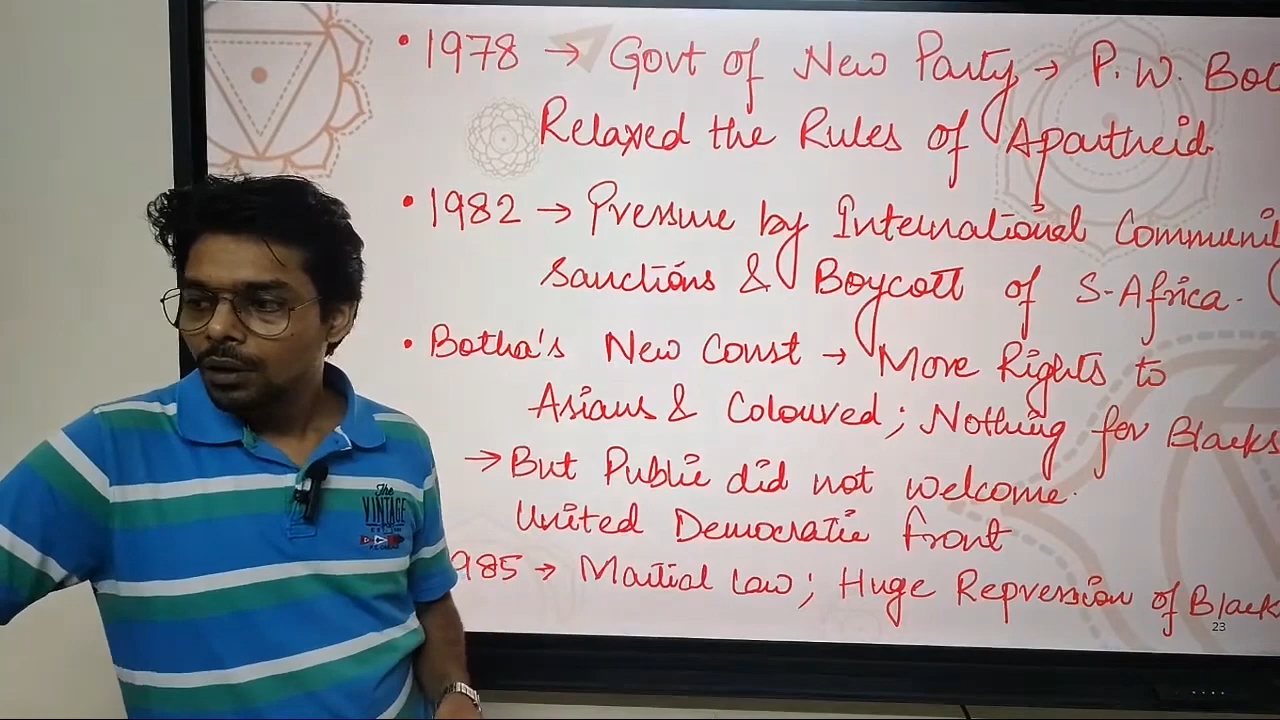 • 1978 → Govt of New Party → P. W. Bot
Relaxed the Rules of Apartheid
• 1982 → Pressure by International Communi
Sanctions & Boycott of S-Africa.
• Botha's New Const → More Rights to
Asians & Coloured; Nothing for Blacks
→ But Public did not welcome.
United Democratic front
985 → Martial Law; Huge Repression of Black
23
The
VINTAGE